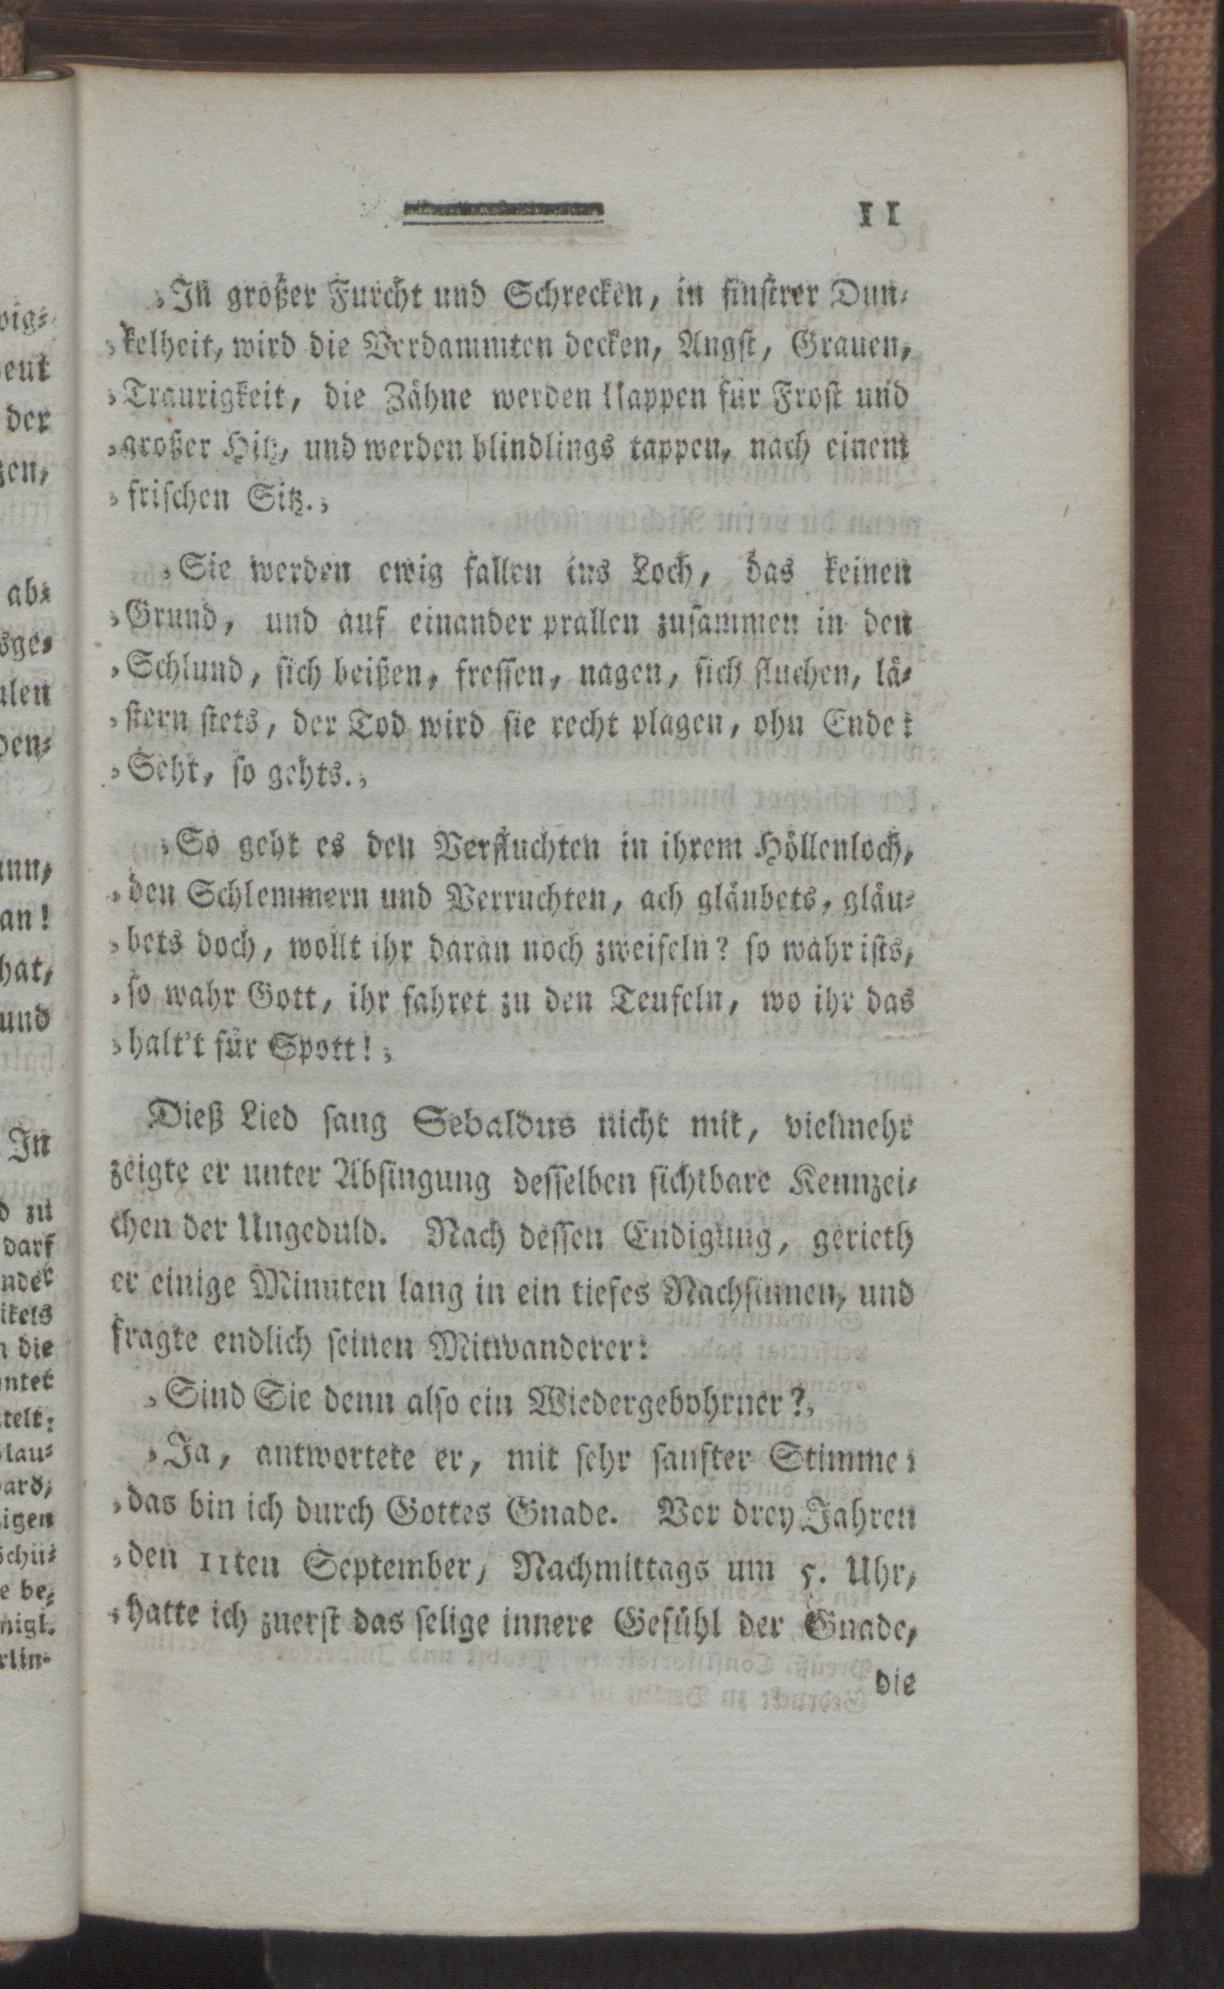 11
„In großer Furcht und Schrecken, in finstrer Dun-
„kelheit, wird die Verdammten decken, Angst, Grauen,
„Traurigkeit, die Zähne werden klappen für Frost und
„großer Hitz, und werden blindlings tappen, nach einem
„frischen Sitz.„
„Sie werden ewig fallen ins Loch, das keinen
„Grund, und auf einander prallen zusammen in den
„Schlund, sich beißen, fressen, nagen, sich fluchen, lä-
„stern stets, der Tod wird sie recht plagen, ohn Ende:
„Seht, so gehts.„
„So geht es den Verfluchten in ihrem Höllenloch,
„den Schlemmern und Verruchten, ach gläubets, gläu-
„bets doch, wollt ihr daran noch zweifeln? so wahr ists,
„so wahr Gott, ihr fahret zu den Teufeln, wo ihr das
„halt't für Spott!„
Dieß Lied sang Sebaldus nicht mit, vielmehr
zeigte er unter Absingung desselben sichtbare Kennzei-
chen der Ungeduld. Nach dessen Endigung, gerieth
er einige Minuten lang in ein tiefes Nachsinnen, und
fragte endlich seinen Mitwanderer:
„Sind Sie denn also ein Wiedergebohrner?„
„Ja, antwortete er, mit sehr sanfter Stimme:
„das bin ich durch Gottes Gnade. Vor drey Jahren
„den 11ten September, Nachmittags um 5. Uhr,
„hatte ich zuerst das selige innere Gefühl der Gnade,
die